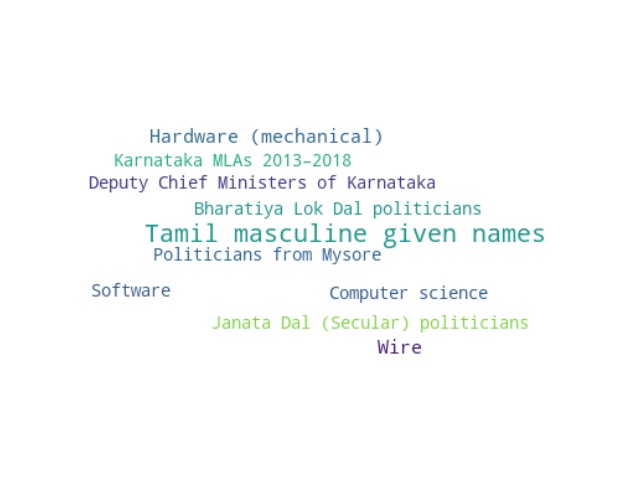 Hardware (mechanical)
Karnataka MLAs 2013–2018
Deputy Chief Ministers of Karnataka
Bharatiya Lok Dal politicians
Tamil masculine given names
Politicians from Mysore
Software
Computer science
Janata Dal (Secular) politicians
Wire